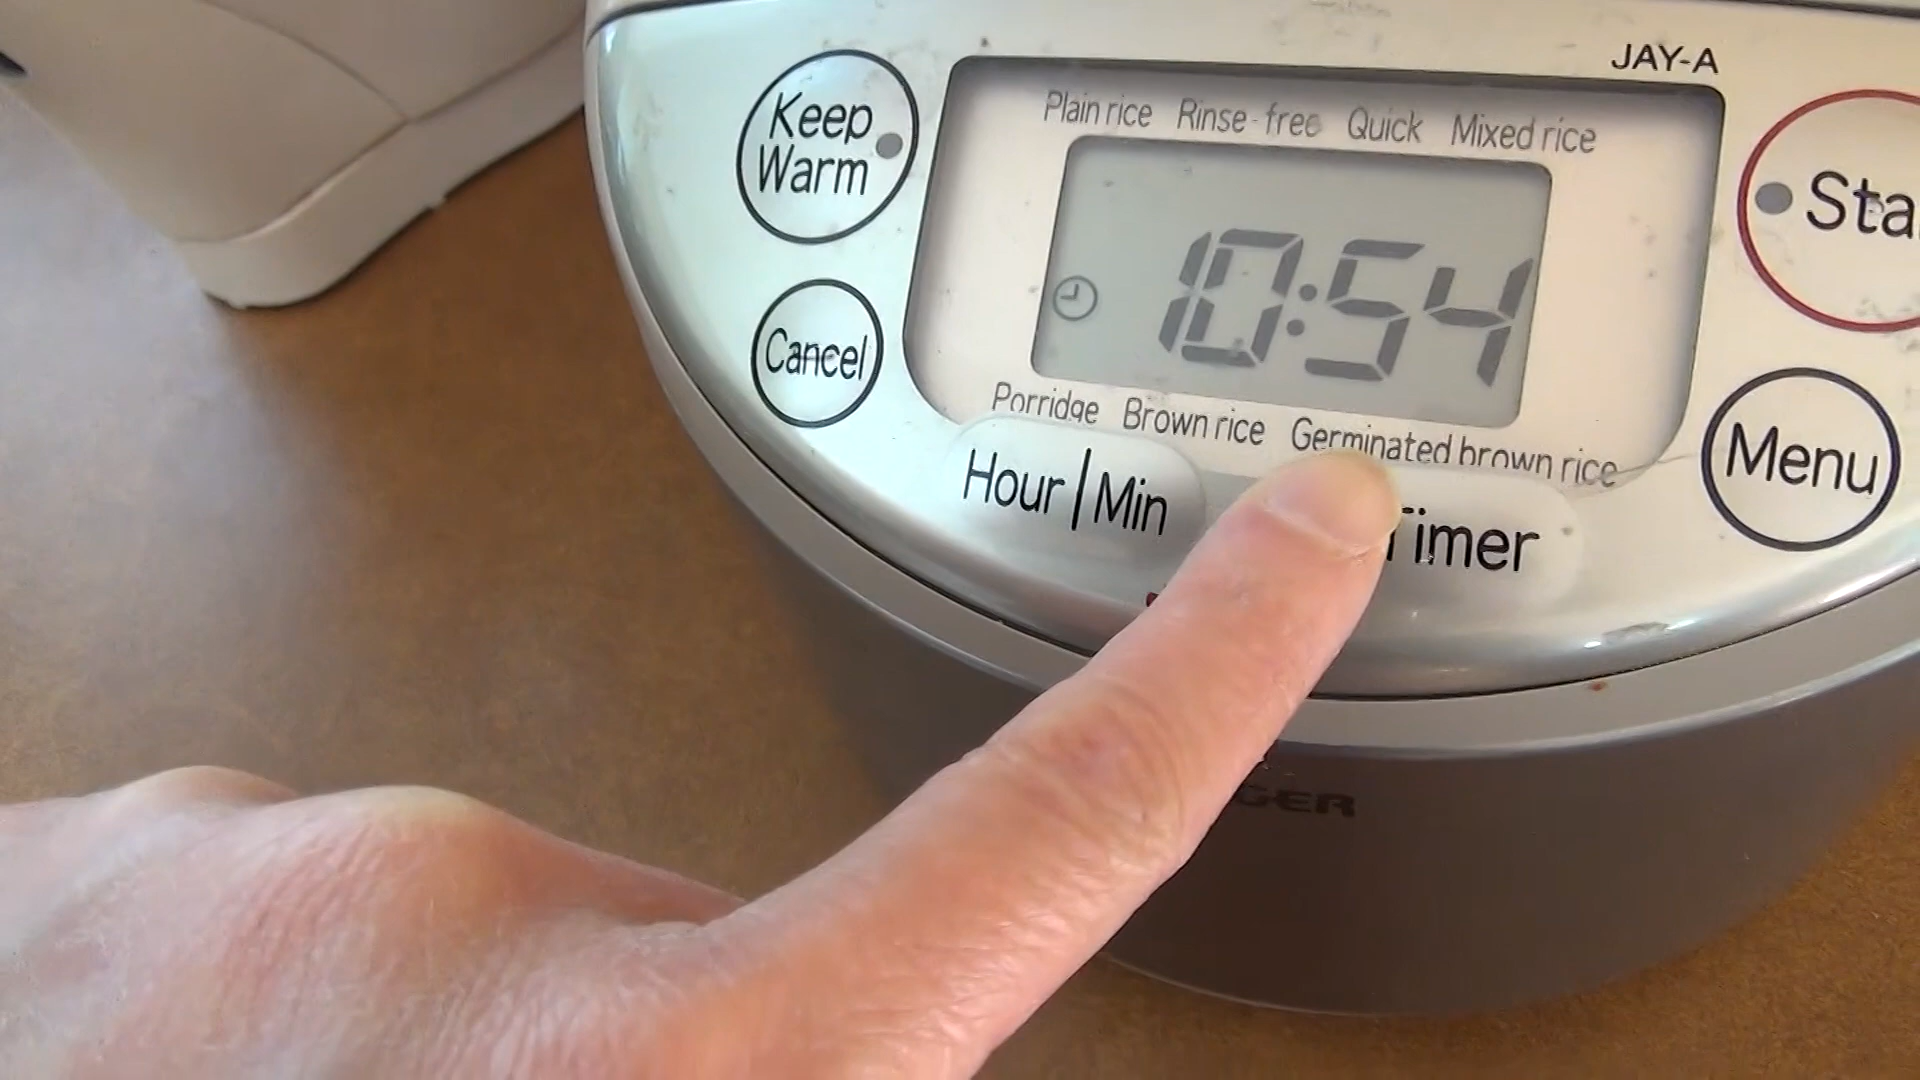 JAY-A
Keep
Warm
Plain rice Rinse-free Quick Mixed rice
10:54
Cancel
Porridge Brown rice Germinated brown rice
Menu
Hour|Min